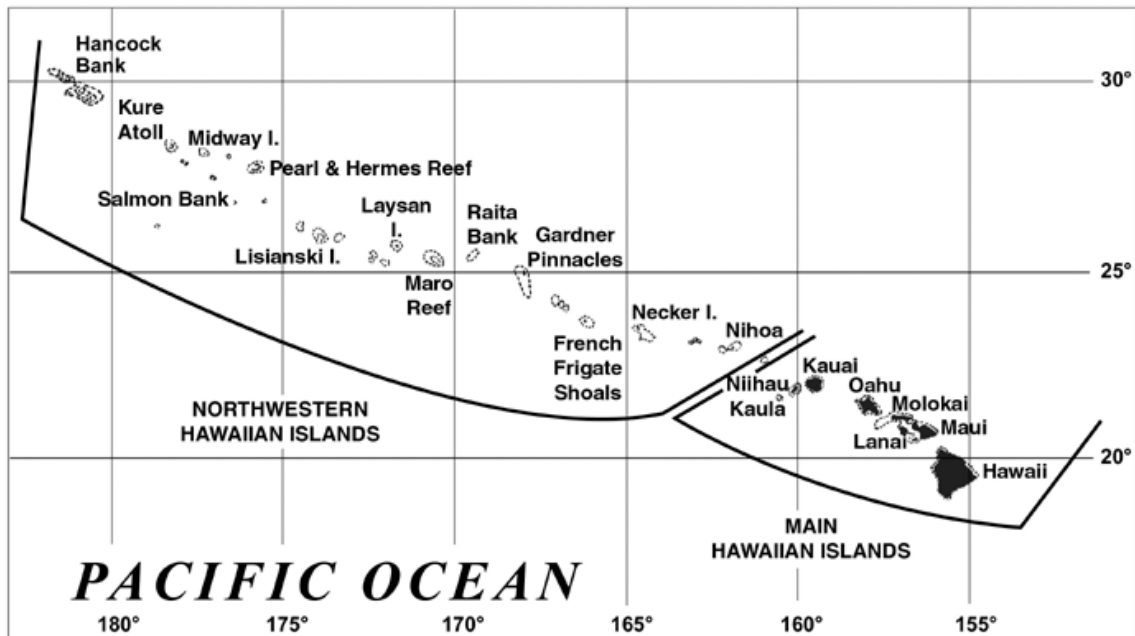 Hancock
Bank
30°
Kure
Atoll
Midway I.
Pearl & Hermes Reef
Salmon Bank
Laysan
I.
Raita
Bank
Gardner
Pinnacles
Lisianski I.
25°
Maro
Reef
Necker I.
Nihoa
French
Frigate
Shoals
Kauai
Niihau
Kaula
Oahu
Molokai
Maui
Lanai
NORTHWESTERN
HAWAIIAN ISLANDS
20°
Hawaii
MAIN
HAWAIIAN ISLANDS
PACIFIC OCEAN
180° 175° 170° 165° 160° 155°